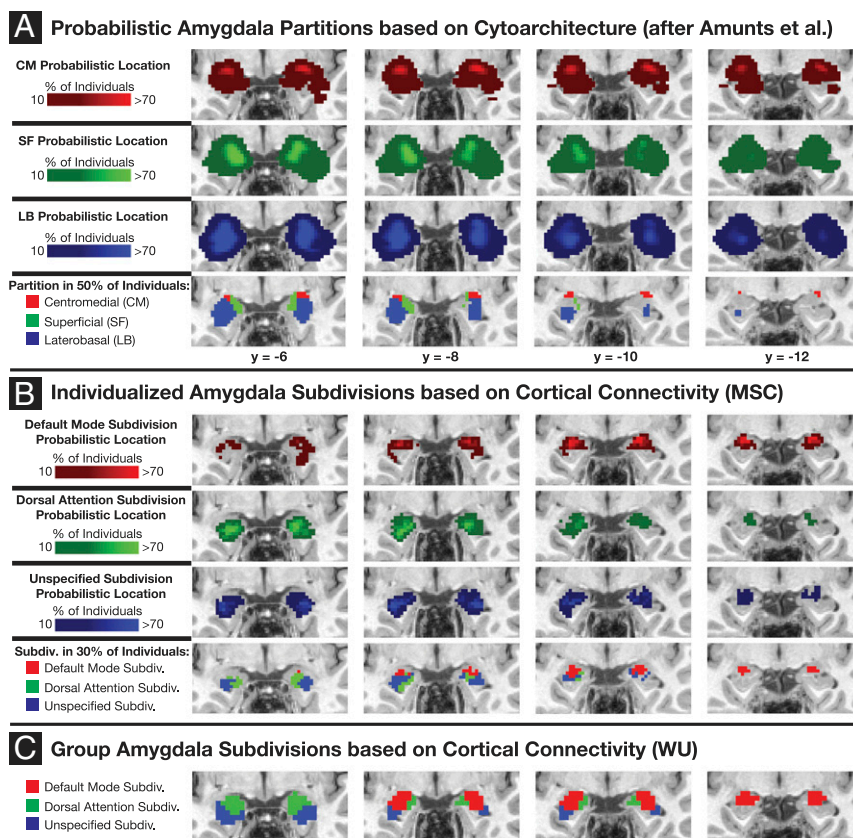 A Probabilistic Amygdala Partitions based on Cytoarchitecture (after Amunts et al.)
CM Probabilistic Location
% of Individuals
10 >70
SF Probabilistic Location
% of Individuals
10 >70
LB Probabilistic Location
% of Individuals
10 >70
Partition in 50% of Individuals:
Centromedial (CM)
Superficial (SF)
Laterobasal (LB)
y = -6 y = -8 y = -10 y = -12
B Individualized Amygdala Subdivisions based on Cortical Connectivity (MSC)
Default Mode Subdivision
Probabilistic Location
% of Individuals
10 >70
Dorsal Attention Subdivision
Probabilistic Location
% of Individuals
10 >70
Unspecified Subdivision
Probabilistic Location
% of Individuals
10 >70
Subdiv. in 30% of Individuals:
Default Mode Subdiv.
Dorsal Attention Subdiv.
Unspecified Subdiv.
C Group Amygdala Subdivisions based on Cortical Connectivity (WU)
Default Mode Subdiv.
Dorsal Attention Subdiv.
Unspecified Subdiv.